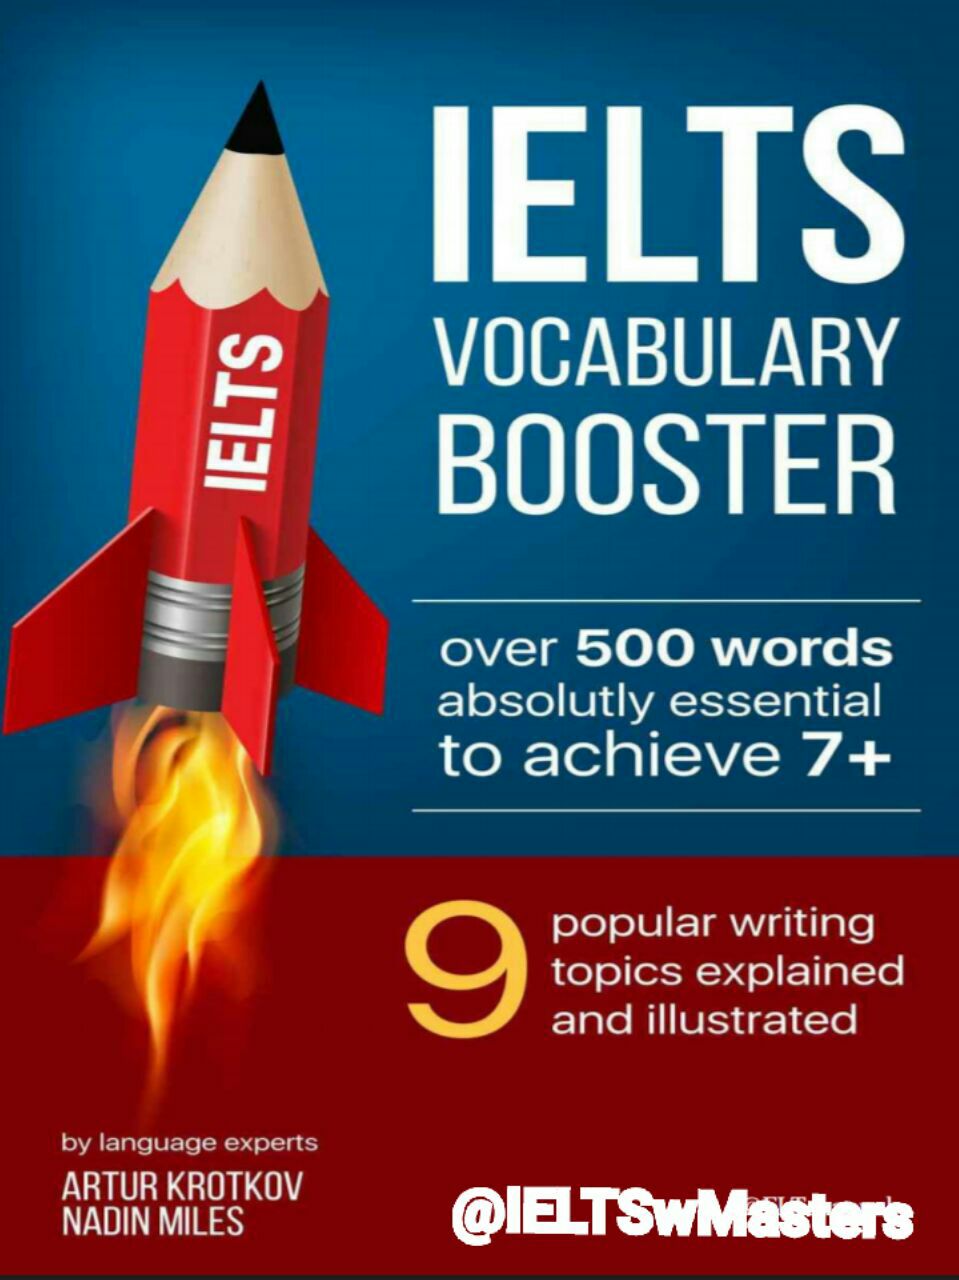 IELTS
VOCABULARY
BOOSTER
IELTS
over 500 words
absolutly essential
to achieve 7+
9
popular writing
topics explained
and illustrated
by language experts
ARTUR KROTKOV
NADIN MILES
@IELTSwMasters